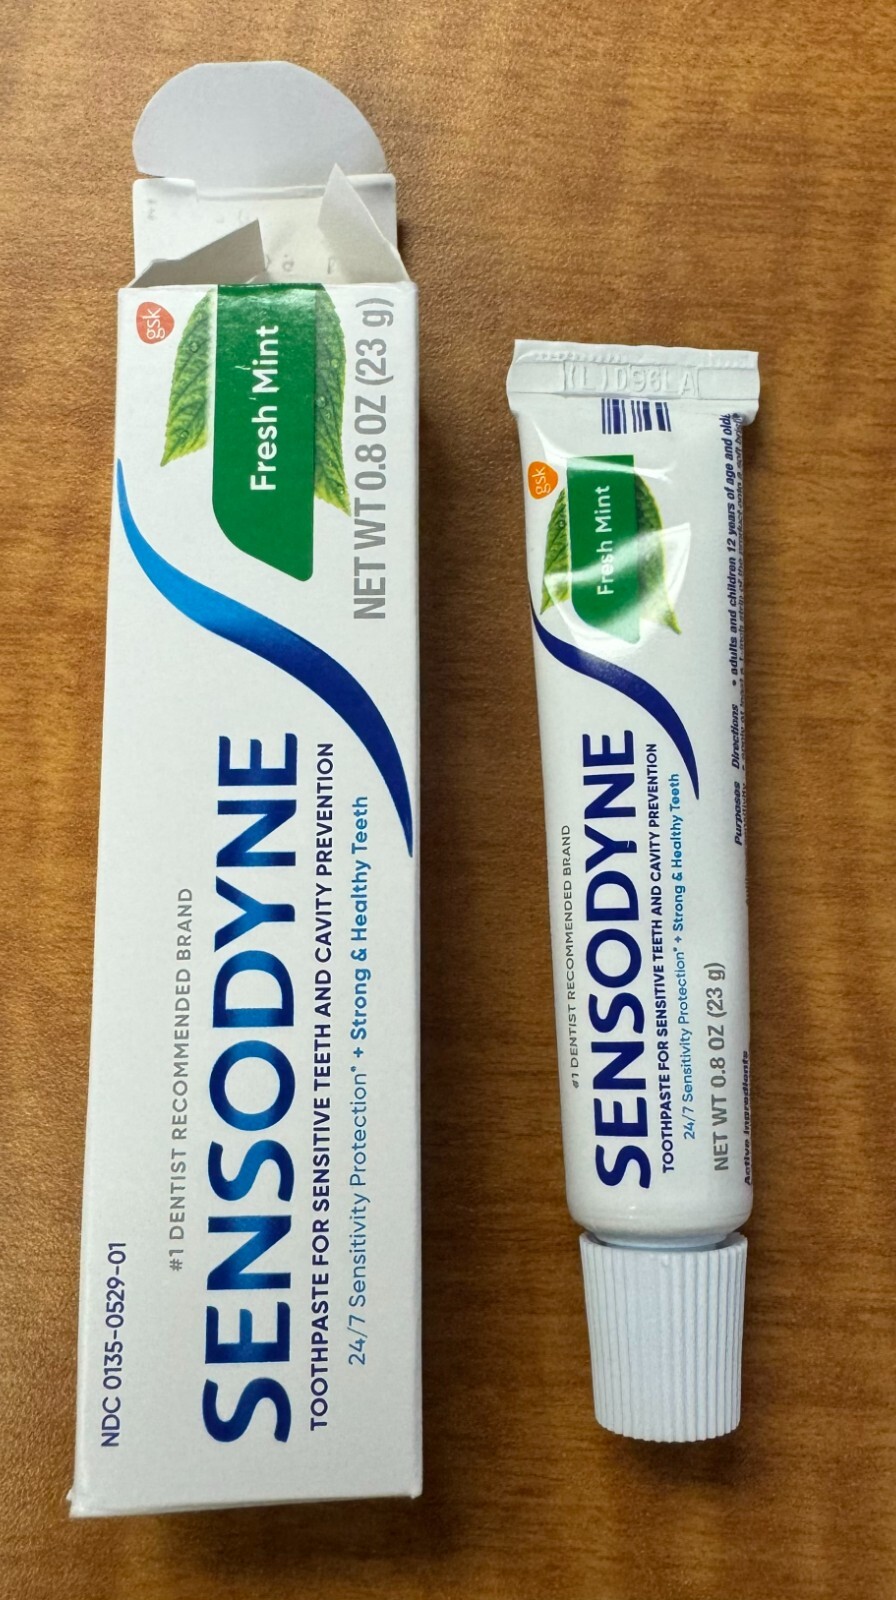 gsk
Fresh Mint
NET WT 0.8 OZ (23 g)
NDC 0135-0529-01
#1 DENTIST RECOMMENDED BRAND
SENSODYNE
TOOTHPASTE FOR SENSITIVE TEETH AND CAVITY PREVENTION
24/7 Sensitivity Protection* + Strong & Healthy Teeth
gsk
Fresh Mint
#1 DENTIST RECOMMENDED BRAND
SENSODYNE
TOOTHPASTE FOR SENSITIVE TEETH AND CAVITY PREVENTION
24/7 Sensitivity Protection* + Strong & Healthy Teeth
NET WT 0.8 OZ (23 g)
Active Ingredients
Purposes
Directions • adults and children 12 years of age and